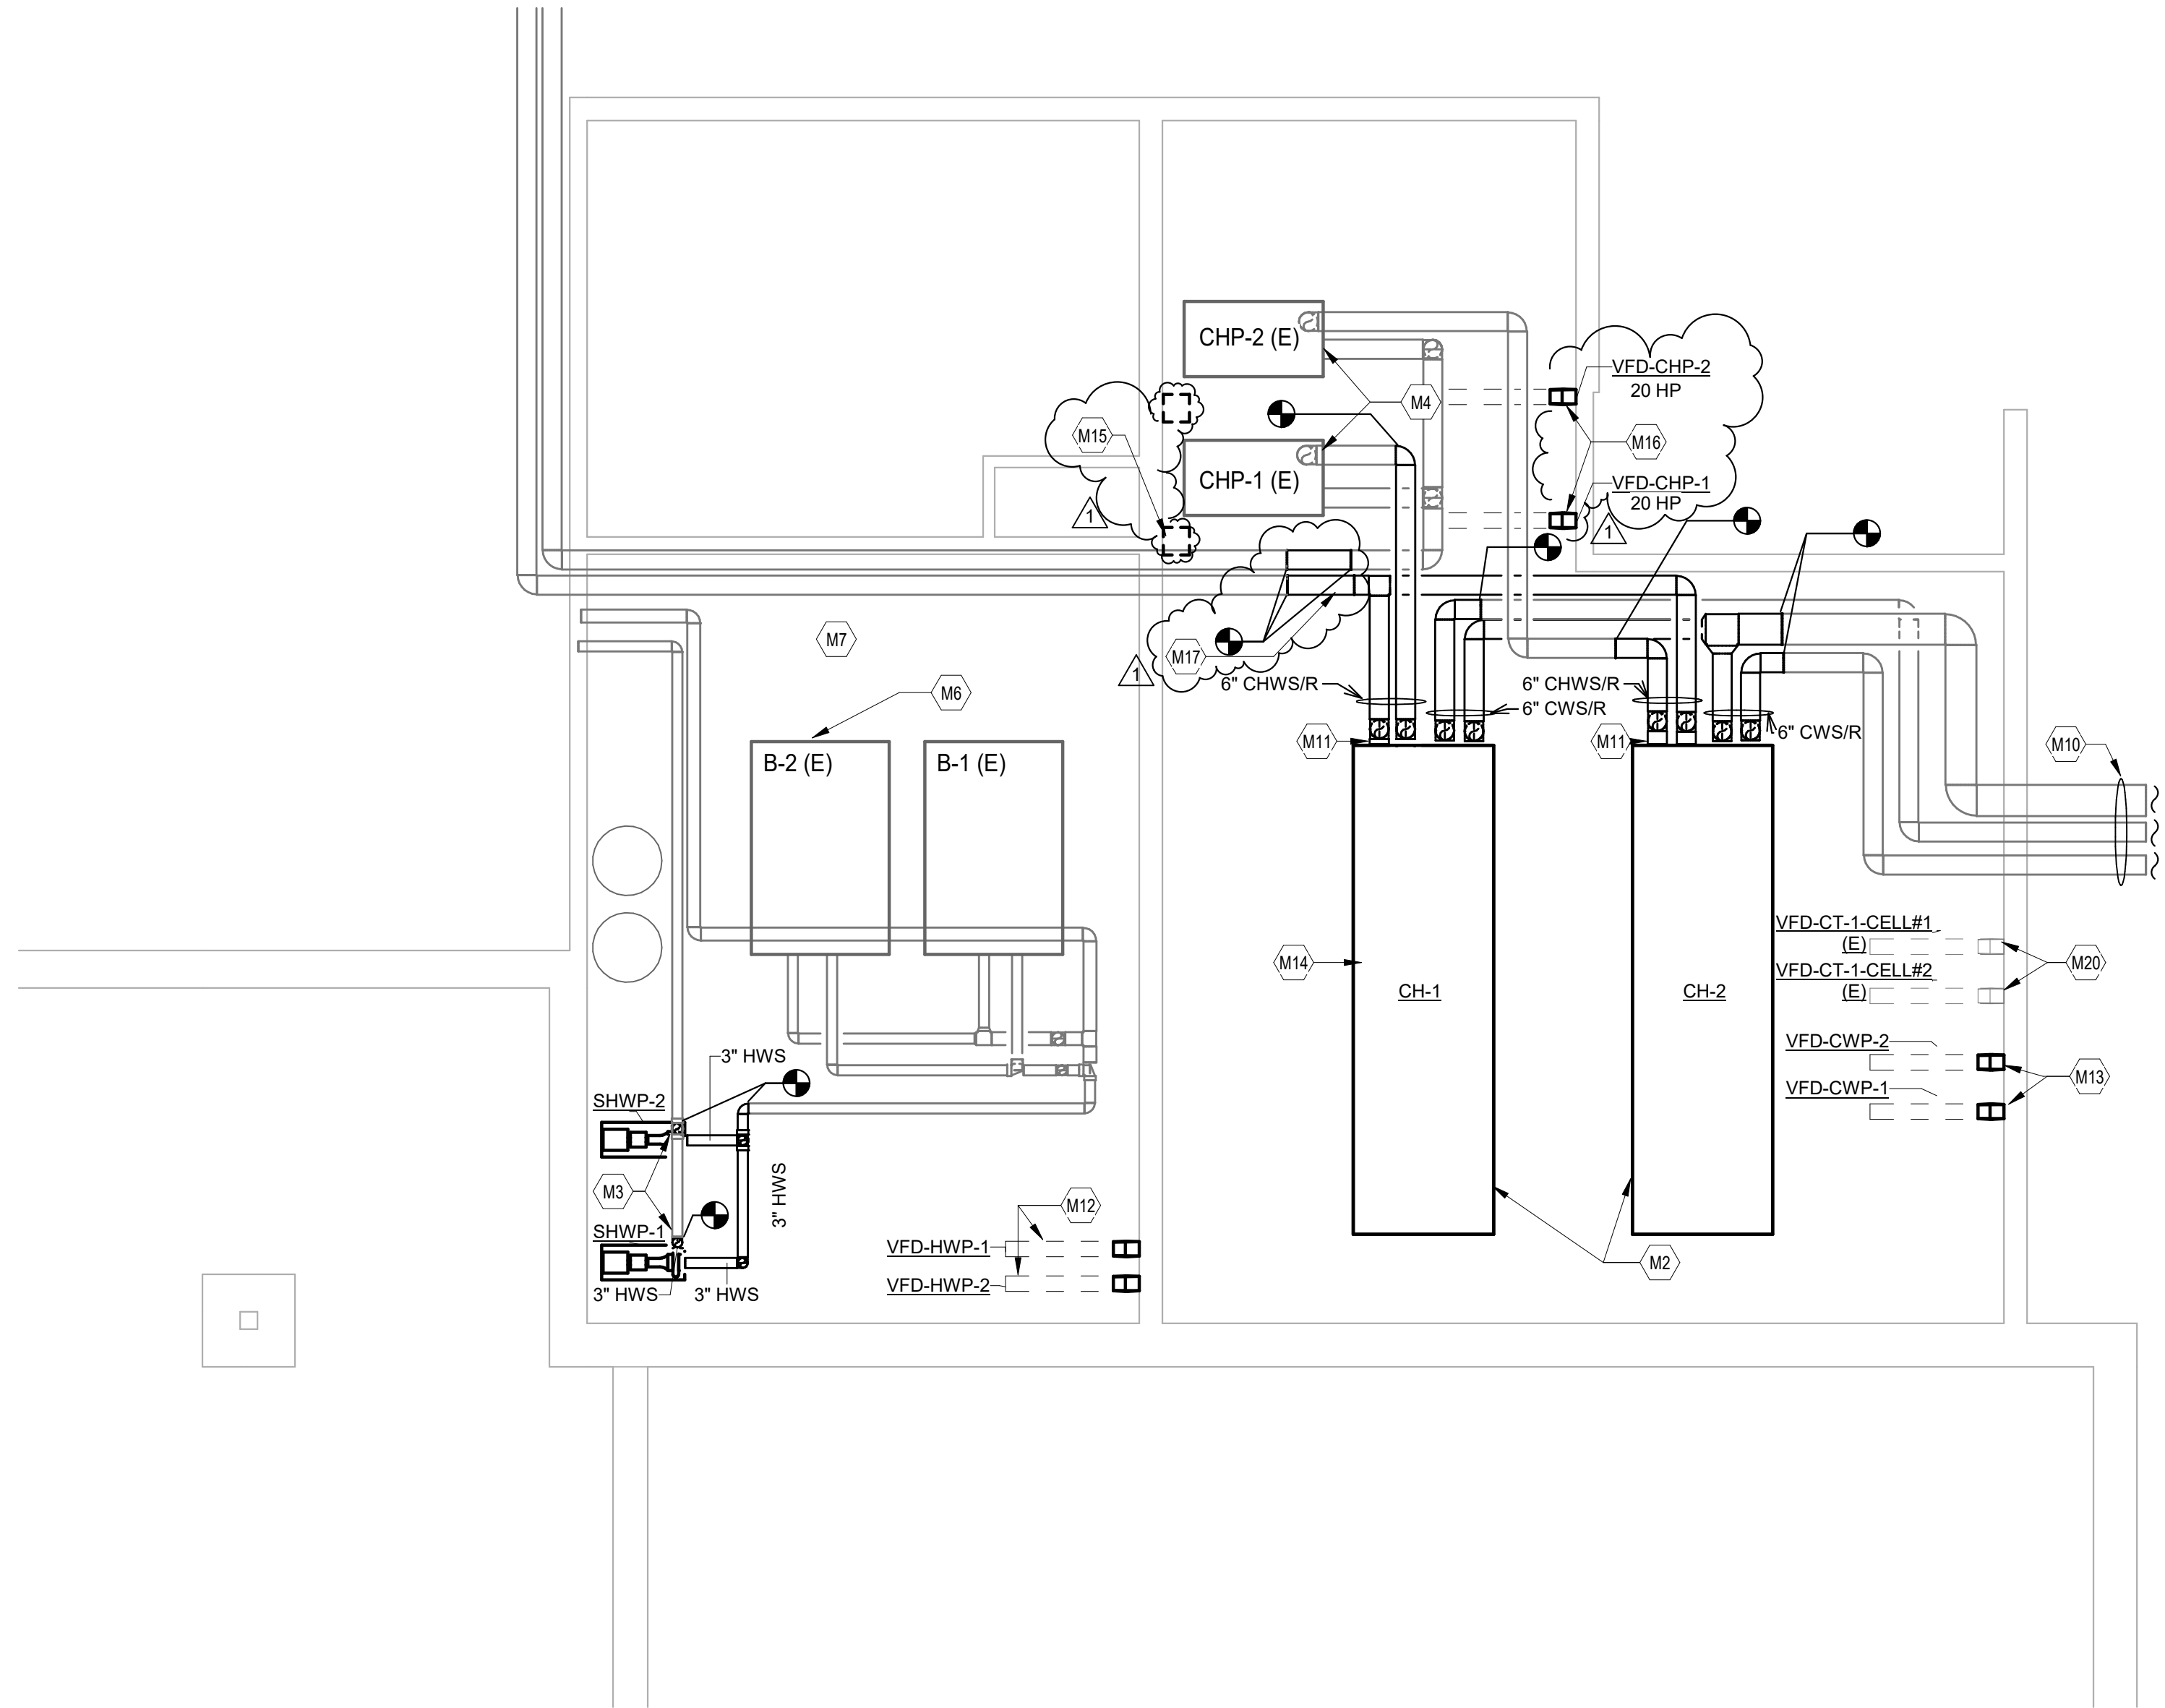 CHP-2 (E)
VFD-CHP-2
20 HP
M4
M15
M16
CHP-1 (E)
VFD-CHP-1
20 HP
1
1
M7
M17
1
6" CHWS/R
6" CHWS/R
M6
6" CWS/R
6" CWS/R
M11
M11
M10
B-2 (E)
B-1 (E)
VFD-CT-1-CELL#1
(E)
M14
M20
VFD-CT-1-CELL#2
(E)
CH-1
CH-2
VFD-CWP-2
3" HWS
M13
VFD-CWP-1
SHWP-2
3" HWS
M3
M12
SHWP-1
VFD-HWP-1
M2
VFD-HWP-2
3" HWS
3" HWS